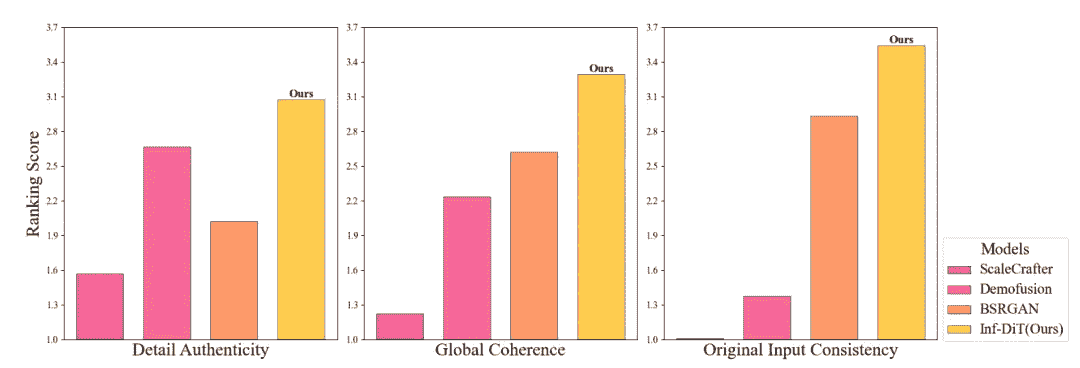 3.7
3.4
3.1
2.8
2.5
2.2
1.9
1.6
1.3
1.0
Ranking Score
Ours
Detail Authenticity
3.7
3.4
3.1
2.8
2.5
2.2
1.9
1.6
1.3
1.0
Ours
Global Coherence
3.7
3.4
3.1
2.8
2.5
2.2
1.9
1.6
1.3
1.0
Ours
Original Input Consistency
Models
ScaleCrafter
Demofusion
BSRGAN
Inf-DiT(Ours)